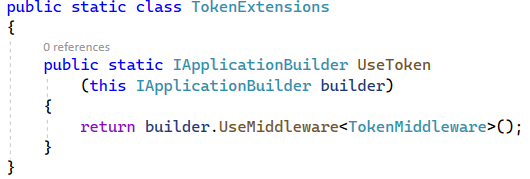 public static class TokenExtensions
{
0 references
public static IApplicationBuilder UseToken
(this IApplicationBuilder builder)
{
return builder.UseMiddleware<TokenMiddleware>();
}
}